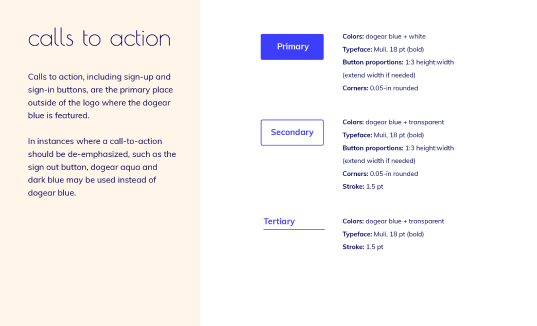 calls to action
Calls to action, including sign-up and
sign-in buttons, are the primary place
outside of the logo where the dogear
blue is featured.
In instances where a call-to-action
should be de-emphasized, such as the
sign out button, dogear aqua and
dark blue may be used instead of
dogear blue.
Primary
Colors: dogear blue + white
Typeface: Muli, 18 pt (bold)
Button proportions: 1:3 height:width
(extend width if needed)
Corners: 0.05-in rounded
Secondary
Colors: dogear blue + transparent
Typeface: Muli, 18 pt (bold)
Button proportions: 1:3 height:width
(extend width if needed)
Corners: 0.05-in rounded
Stroke: 1.5 pt
Tertiary
Colors: dogear blue + transparent
Typeface: Muli, 18 pt (bold)
Stroke: 1.5 pt